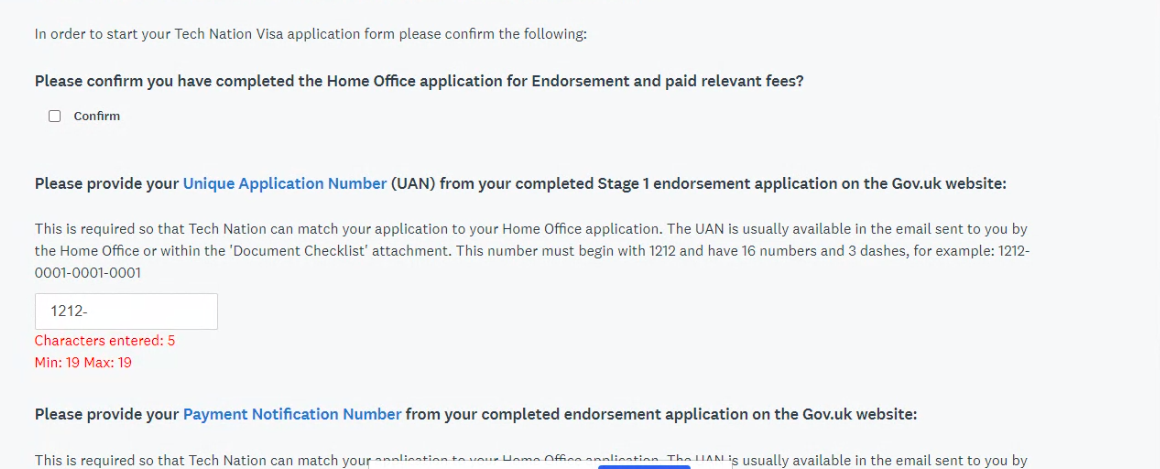 In order to start your Tech Nation Visa application form please confirm the following:
Please confirm you have completed the Home Office application for Endorsement and paid relevant fees?
Confirm
Please provide your Unique Application Number (UAN) from your completed Stage 1 endorsement application on the Gov.uk website:
This is required so that Tech Nation can match your application to your Home Office application. The UAN is usually available in the email sent to you by
the Home Office or within the 'Document Checklist' attachment. This number must begin with 1212 and have 16 numbers and 3 dashes, for example: 1212-
0001-0001-0001
1212-
Characters entered: 5
Min: 19 Max: 19
Please provide your Payment Notification Number from your completed endorsement application on the Gov.uk website:
This is required so that Tech Nation can match your application to your Home Office application. The UAN is usually available in the email sent to you by